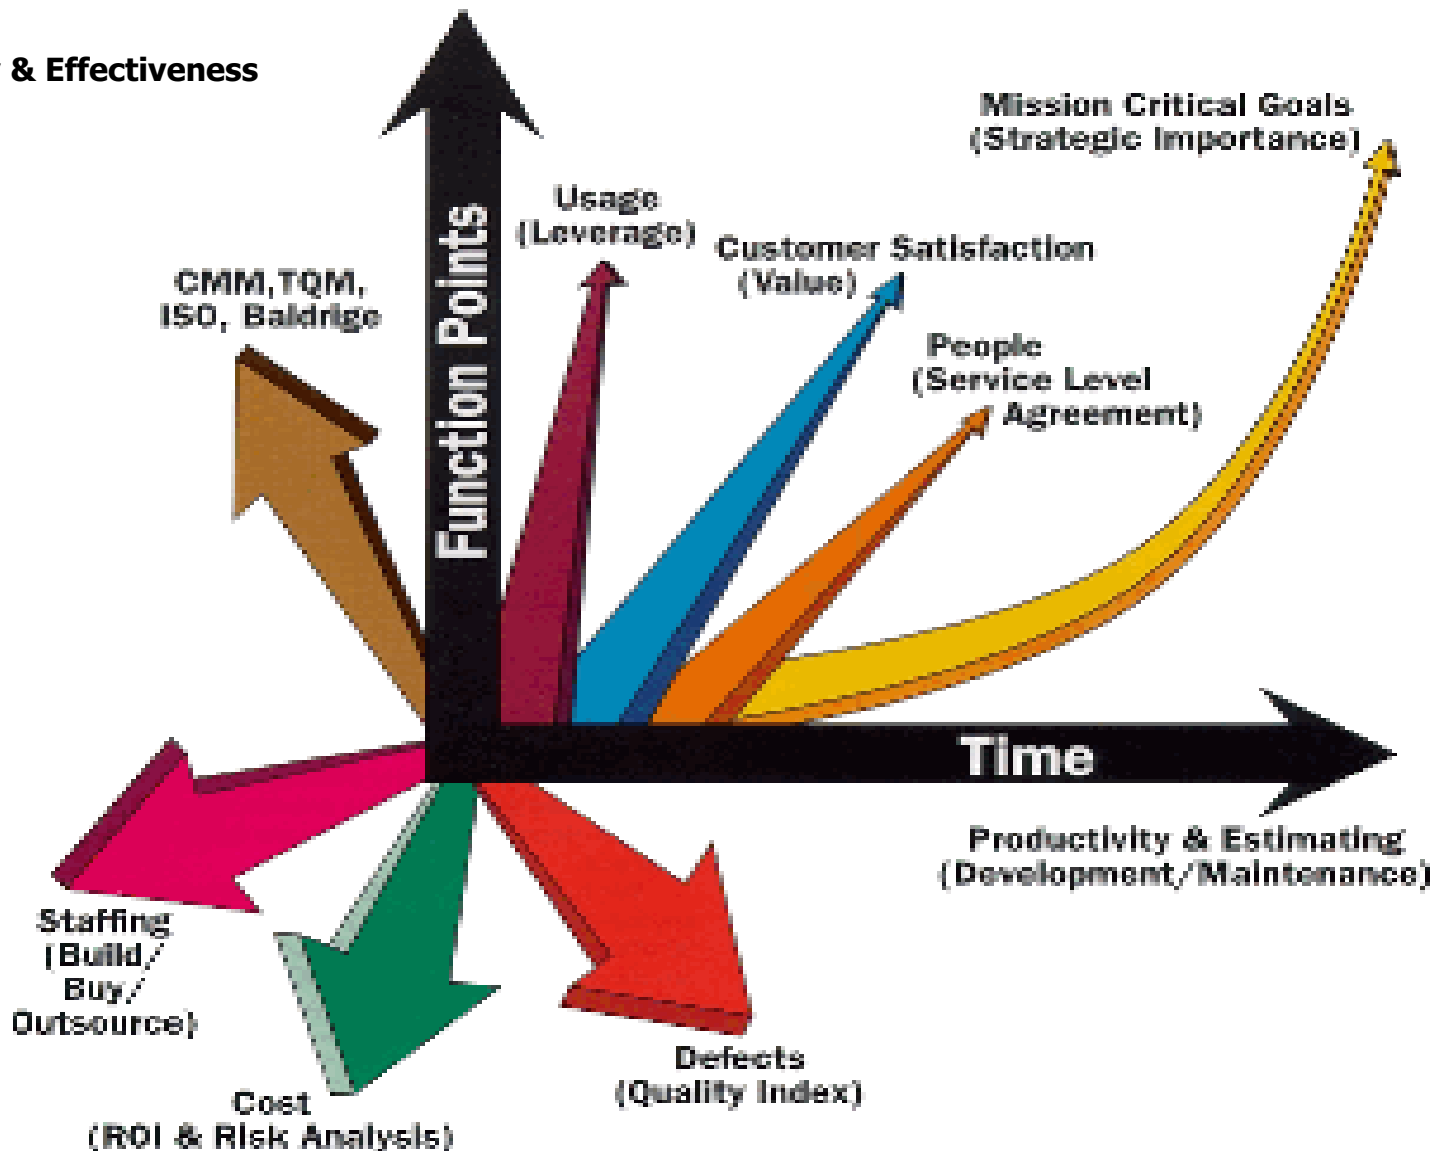 & Effectiveness
Mission Critical Goals
(Strategic Importance)
Usage
(Leverage)
Customer Satisfaction
(Value)
CMM,TQM,
ISO, Baldrige
People
(Service Level
Agreement)
Function Points
Time
Productivity & Estimating
(Development/Maintenance)
Staffing
(Build/
Buy/
Outsource)
Defects
(Quality Index)
Cost
(ROI & Risk Analysis)